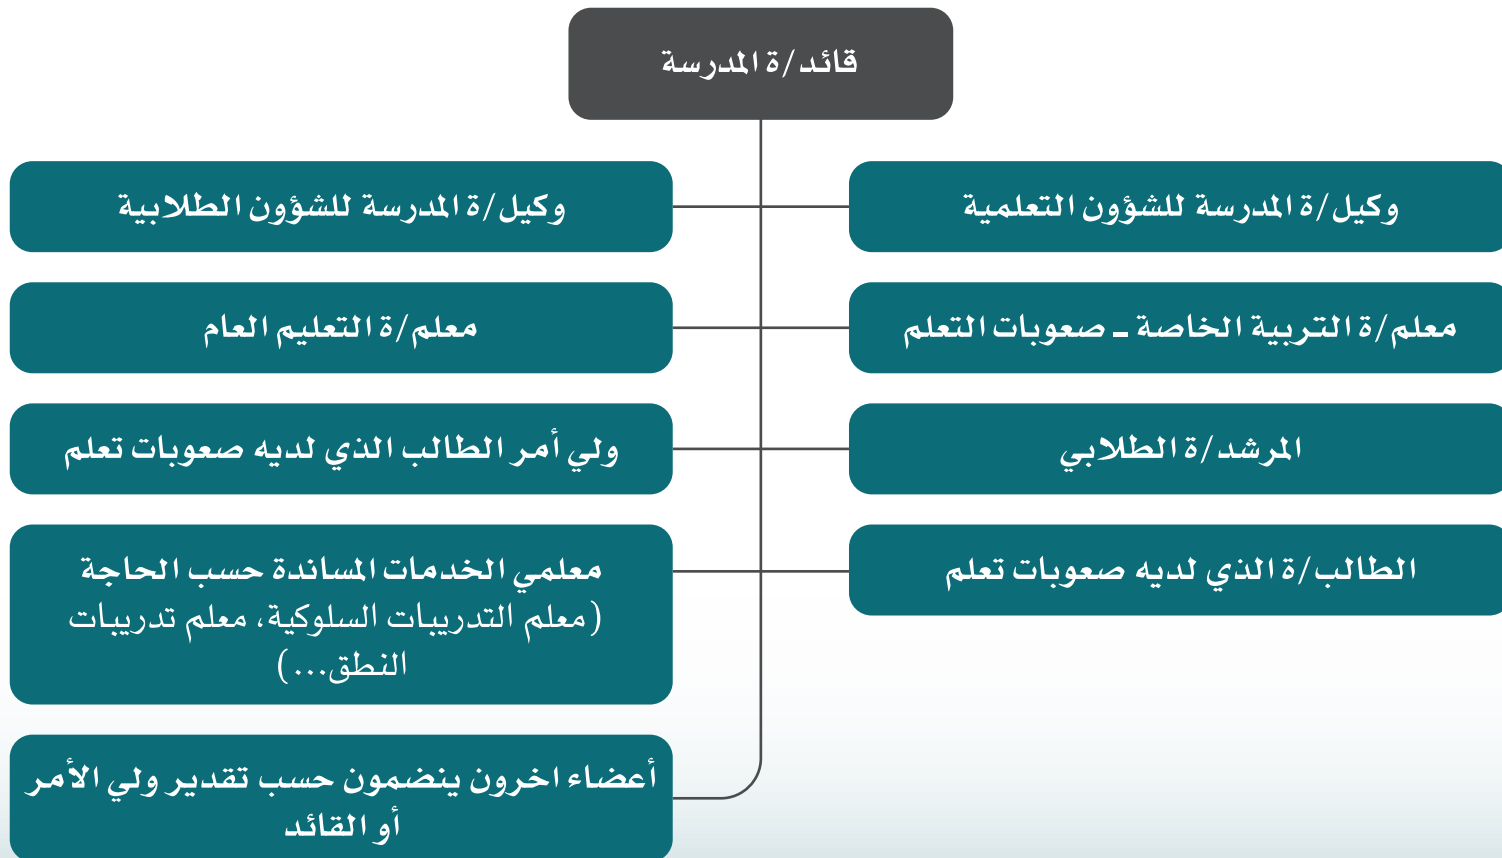 قائد/ة المدرسة
وكيل/ة المدرسة للشؤون التعلمية
وكيل/ة المدرسة للشؤون الطلابية
معلم/ة التربية الخاصة ـ صعوبات التعلم
معلم/ة التعليم العام
المرشد/ة الطلابي
ولي أمر الطالب الذي لديه صعوبات تعلم
الطالب/ة الذي لديه صعوبات تعلم
معلمي الخدمات المساندة حسب الحاجة
(معلم التدريبات السلوكية، معلم تدريبات
النطق...)
أعضاء اخرون ينضمون حسب تقدير ولي الأمر
أو القائد